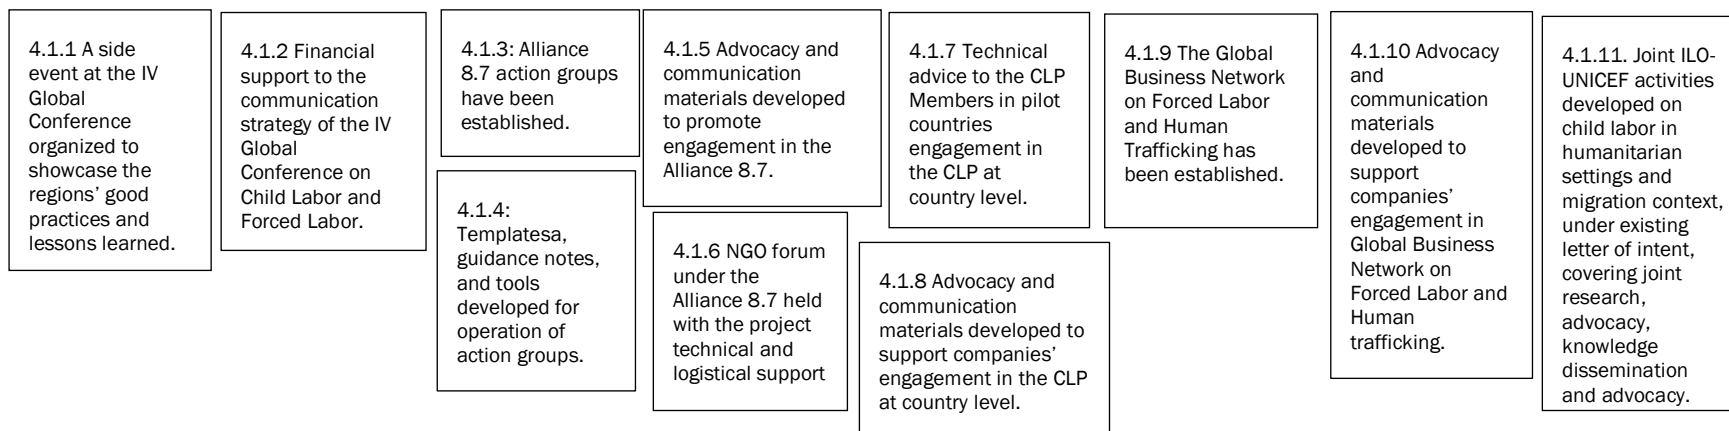 4.1.1 A side
event at the IV
Global
Conference
organized to
showcase the
regions' good
practices and
lessons learned.
4.1.2 Financial
support to the
communication
strategy of the IV
Global
Conference on
Child Labor and
Forced Labor.
4.1.3: Alliance
8.7 action groups
have been
established.
4.1.4:
Templatesa,
guidance notes,
and tools
developed for
operation of
action groups.
4.1.5 Advocacy and
communication
materials developed
to promote
engagement in the
Alliance 8.7.
4.1.6 NGO forum
under the
Alliance 8.7 held
with the project
technical and
logistical support
4.1.7 Technical
advice to the CLP
Members in pilot
countries
engagement in
the CLP at
country level.
4.1.8 Advocacy and
communication
materials developed to
support companies'
engagement in the CLP
at country level.
4.1.9 The Global
Business Network
on Forced Labor
and Human
Trafficking has
been established.
4.1.10 Advocacy
and
communication
materials
developed to
support
companies'
engagement in
Global Business
Network on
Forced Labor and
Human
trafficking.
4.1.11. Joint ILO-
UNICEF activities
developed on
child labor in
humanitarian
settings and
migration context,
under existing
letter of intent,
covering joint
research,
advocacy,
knowledge
dissemination
and advocacy.